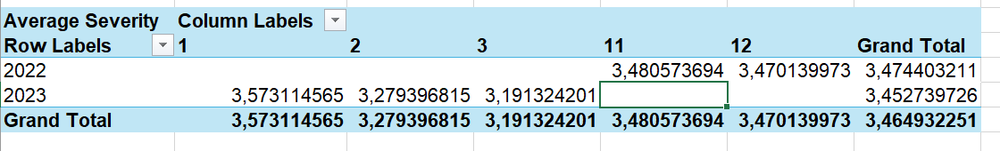 Average Severity Column Labels
Row Labels 1 2 3 11 12 Grand Total
2022 3,480573694 3,470139973 3,474403211
2023 3,573114565 3,279396815 3,191324201 3,452739726
Grand Total 3,573114565 3,279396815 3,191324201 3,480573694 3,470139973 3,464932251